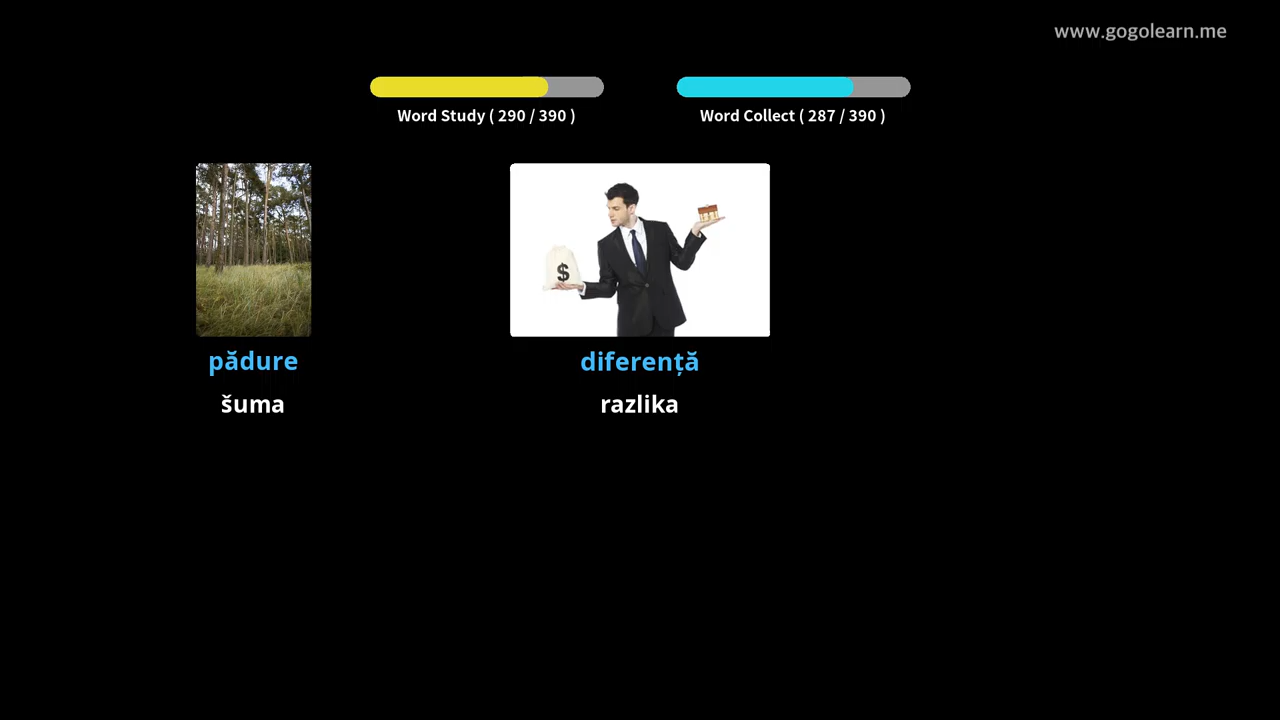 www.gogolearn.me
Word Study ( 290 / 390 )
Word Collect ( 287 / 390 )
$
pădure
diferență
šuma
razlika